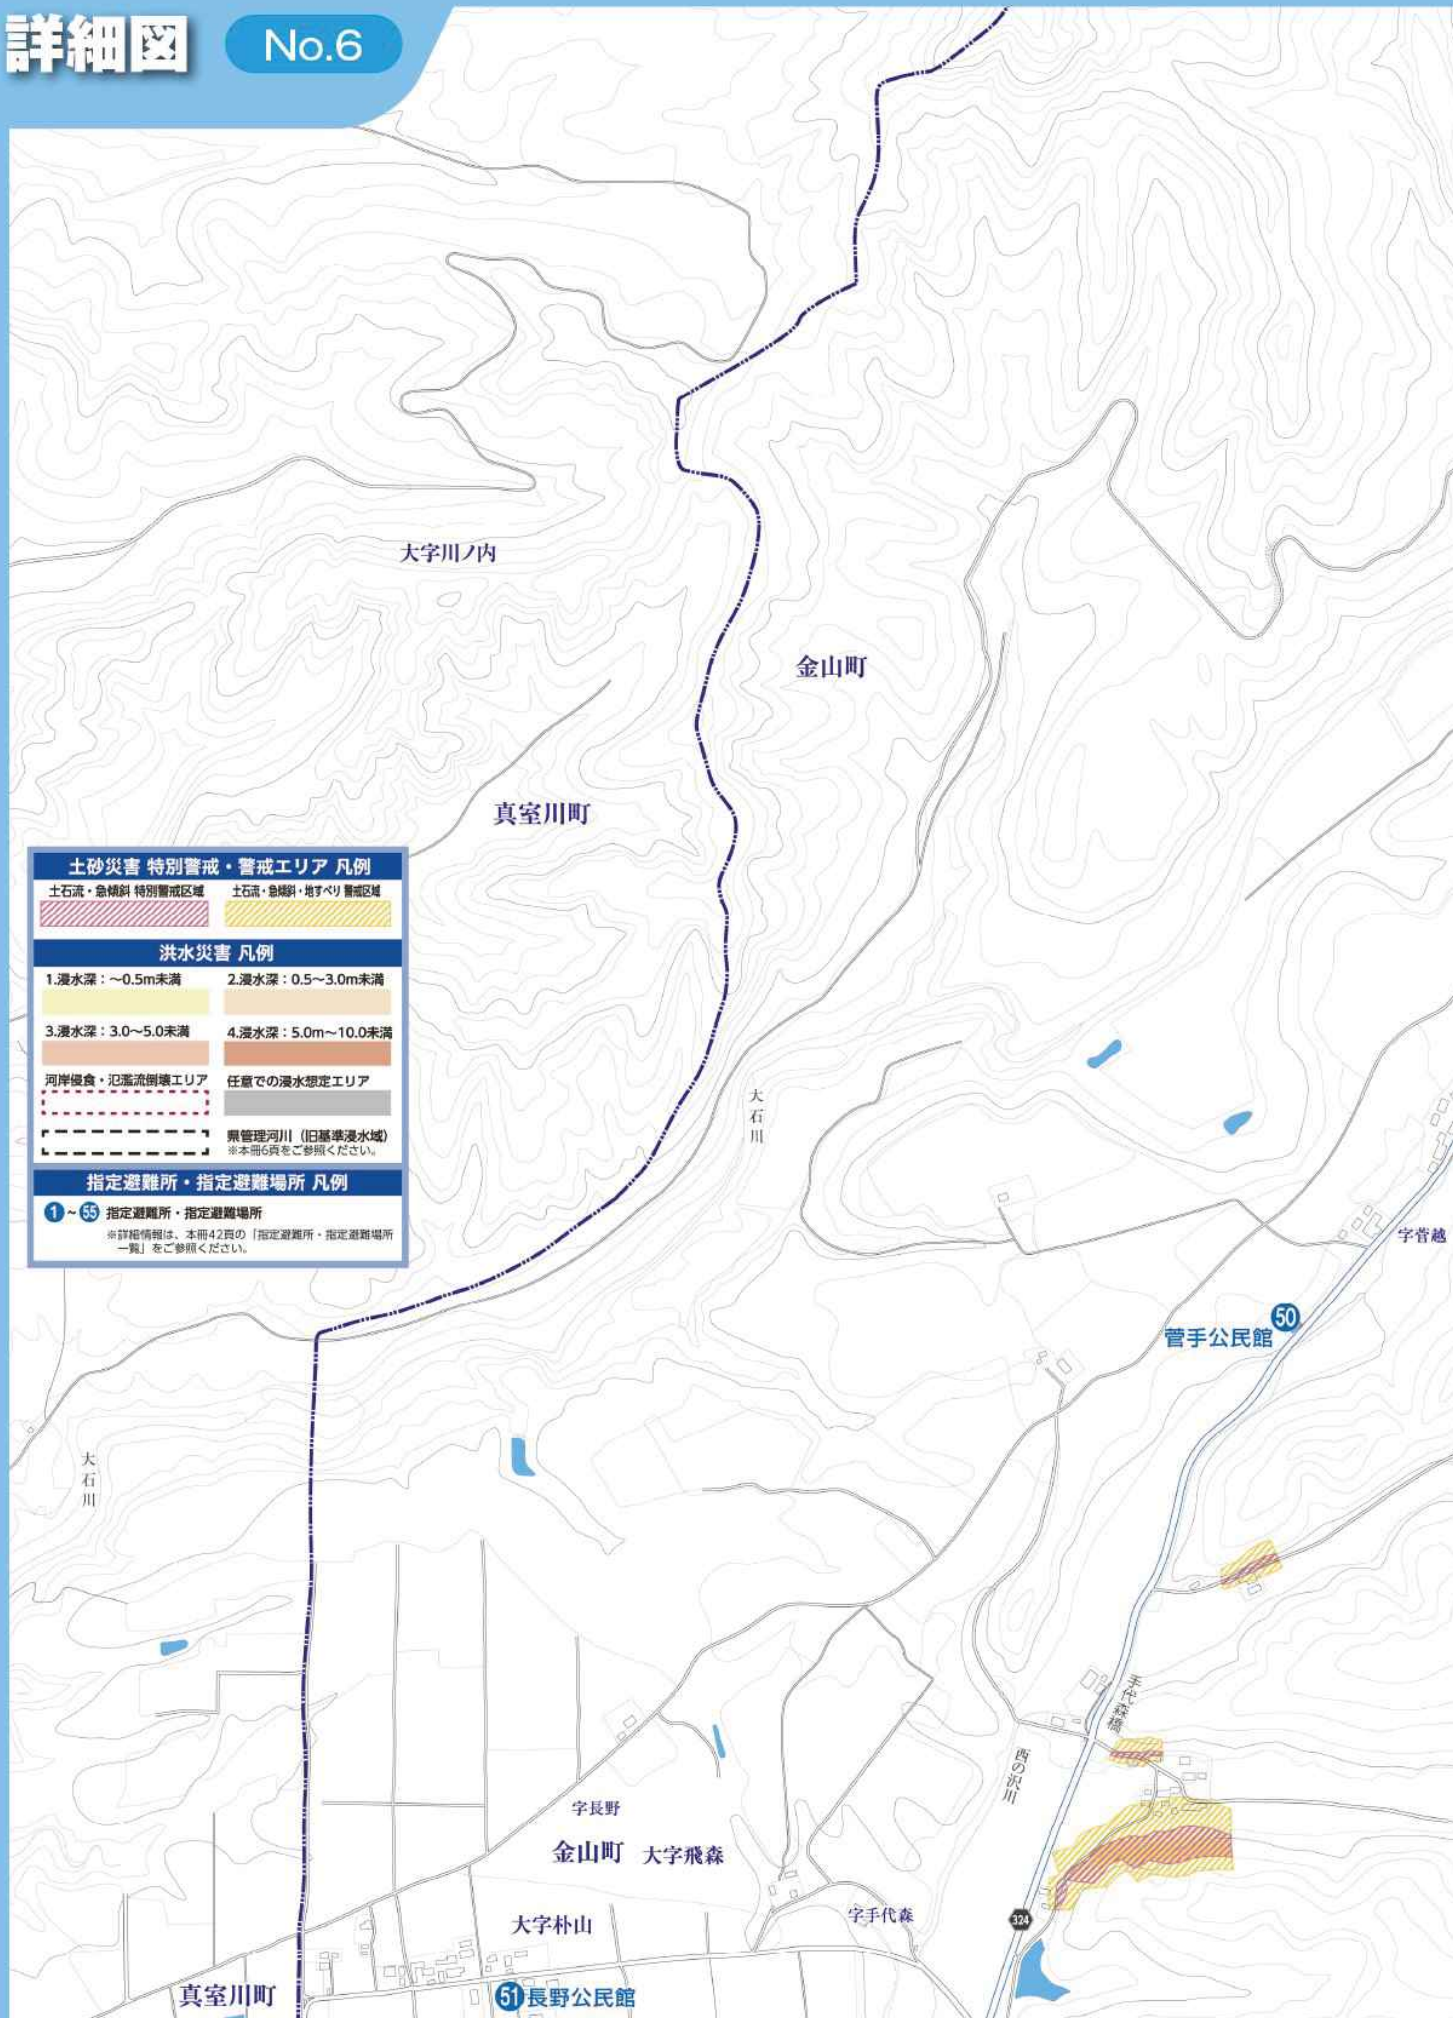 詳細図 No.6
大字川ノ内
金山町
真室川町
土砂災害 特別警戒・警戒エリア 凡例
土石流・急傾斜 特別警戒区域
土石流・急傾斜・地すべり 警戒区域
洪水災害 凡例
1.浸水深：～0.5m未満
2.浸水深：0.5～3.0m未満
3.浸水深：3.0～5.0未満
4.浸水深：5.0m～10.0未満
河岸侵食・氾濫流倒壊エリア
任意での浸水想定エリア
県管理河川（旧基準浸水域）
※本冊6頁をご参照ください。
指定避難所・指定避難場所 凡例
1～55 指定避難所・指定避難場所
※詳細情報は、本冊42頁の「指定避難所・指定避難場所
一覧」をご参照ください。
大石川
字菅越
50
菅手公民館
大石川
手代森橋
西の沢川
字長野
金山町 大字飛森
大字朴山
字手代森
324
真室川町
51長野公民館